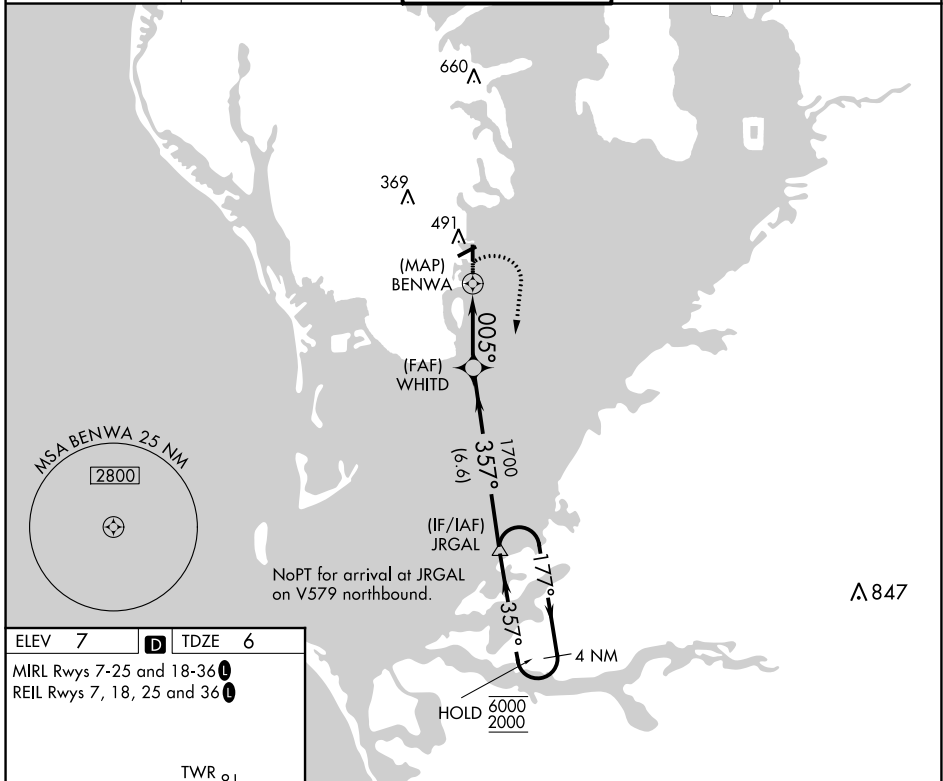 660
369
491
(MAP)
BENWA
005°
(FAF)
WHITD
MSA BENWA 25 NM
2800
1700
357°
(6.6)
(IF/IAF)
JRGAL
NoPT for arrival at JRGAL
on V579 northbound.
177°
357°
847
4 NM
HOLD 6000
2000
ELEV 7 D TDZE 6
MIRL Rwys 7-25 and 18-36 L
REIL Rwys 7, 18, 25 and 36 L
TWR